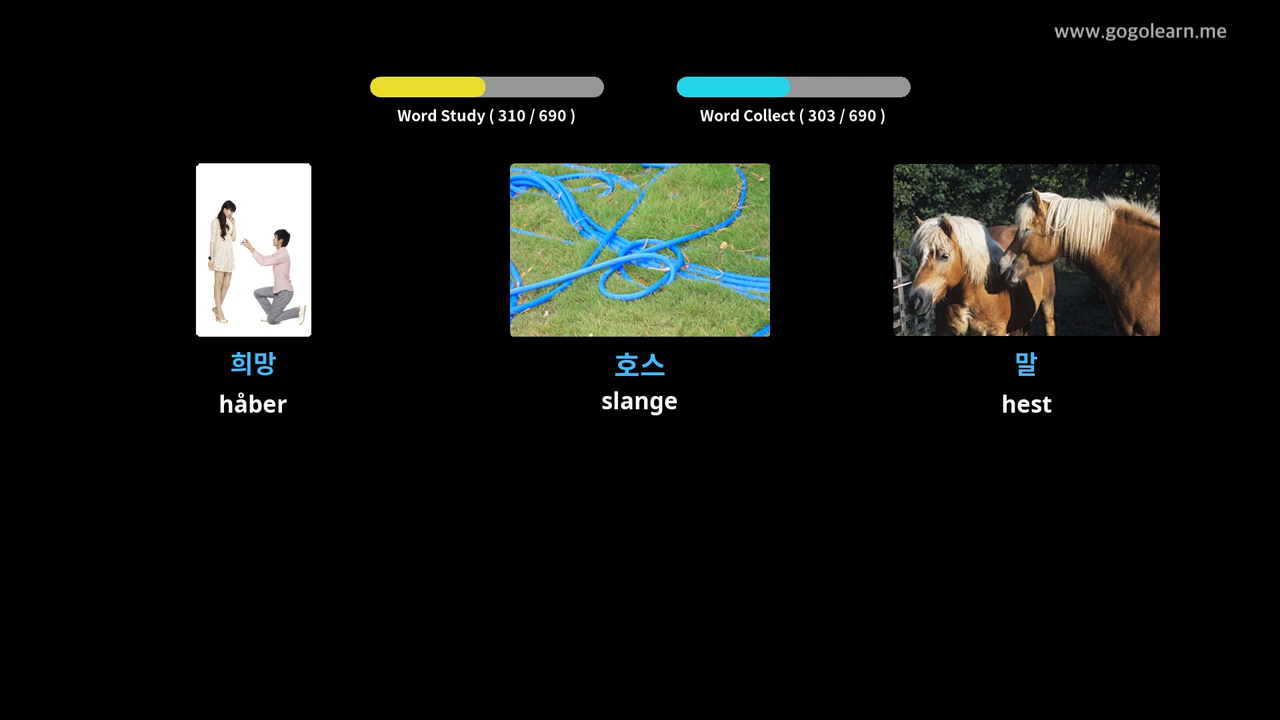 www.gogolearn.me
Word Study ( 310 / 690 )
Word Collect ( 303 / 690 )
희망
håber
호스
slange
말
hest